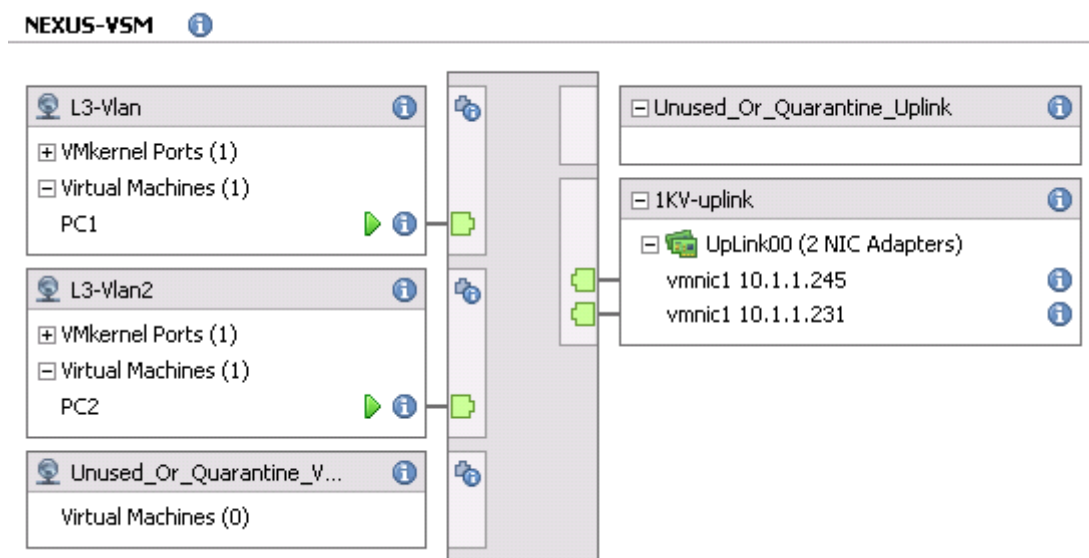 NEXUS-VSM
L3-Vlan
VMkernel Ports (1)
Virtual Machines (1)
PC1
L3-Vlan2
VMkernel Ports (1)
Virtual Machines (1)
PC2
Unused_Or_Quarantine_V...
Virtual Machines (0)
Unused_Or_Quarantine_Uplink
1KV-uplink
UpLink00 (2 NIC Adapters)
vmnic1 10.1.1.245
vmnic1 10.1.1.231